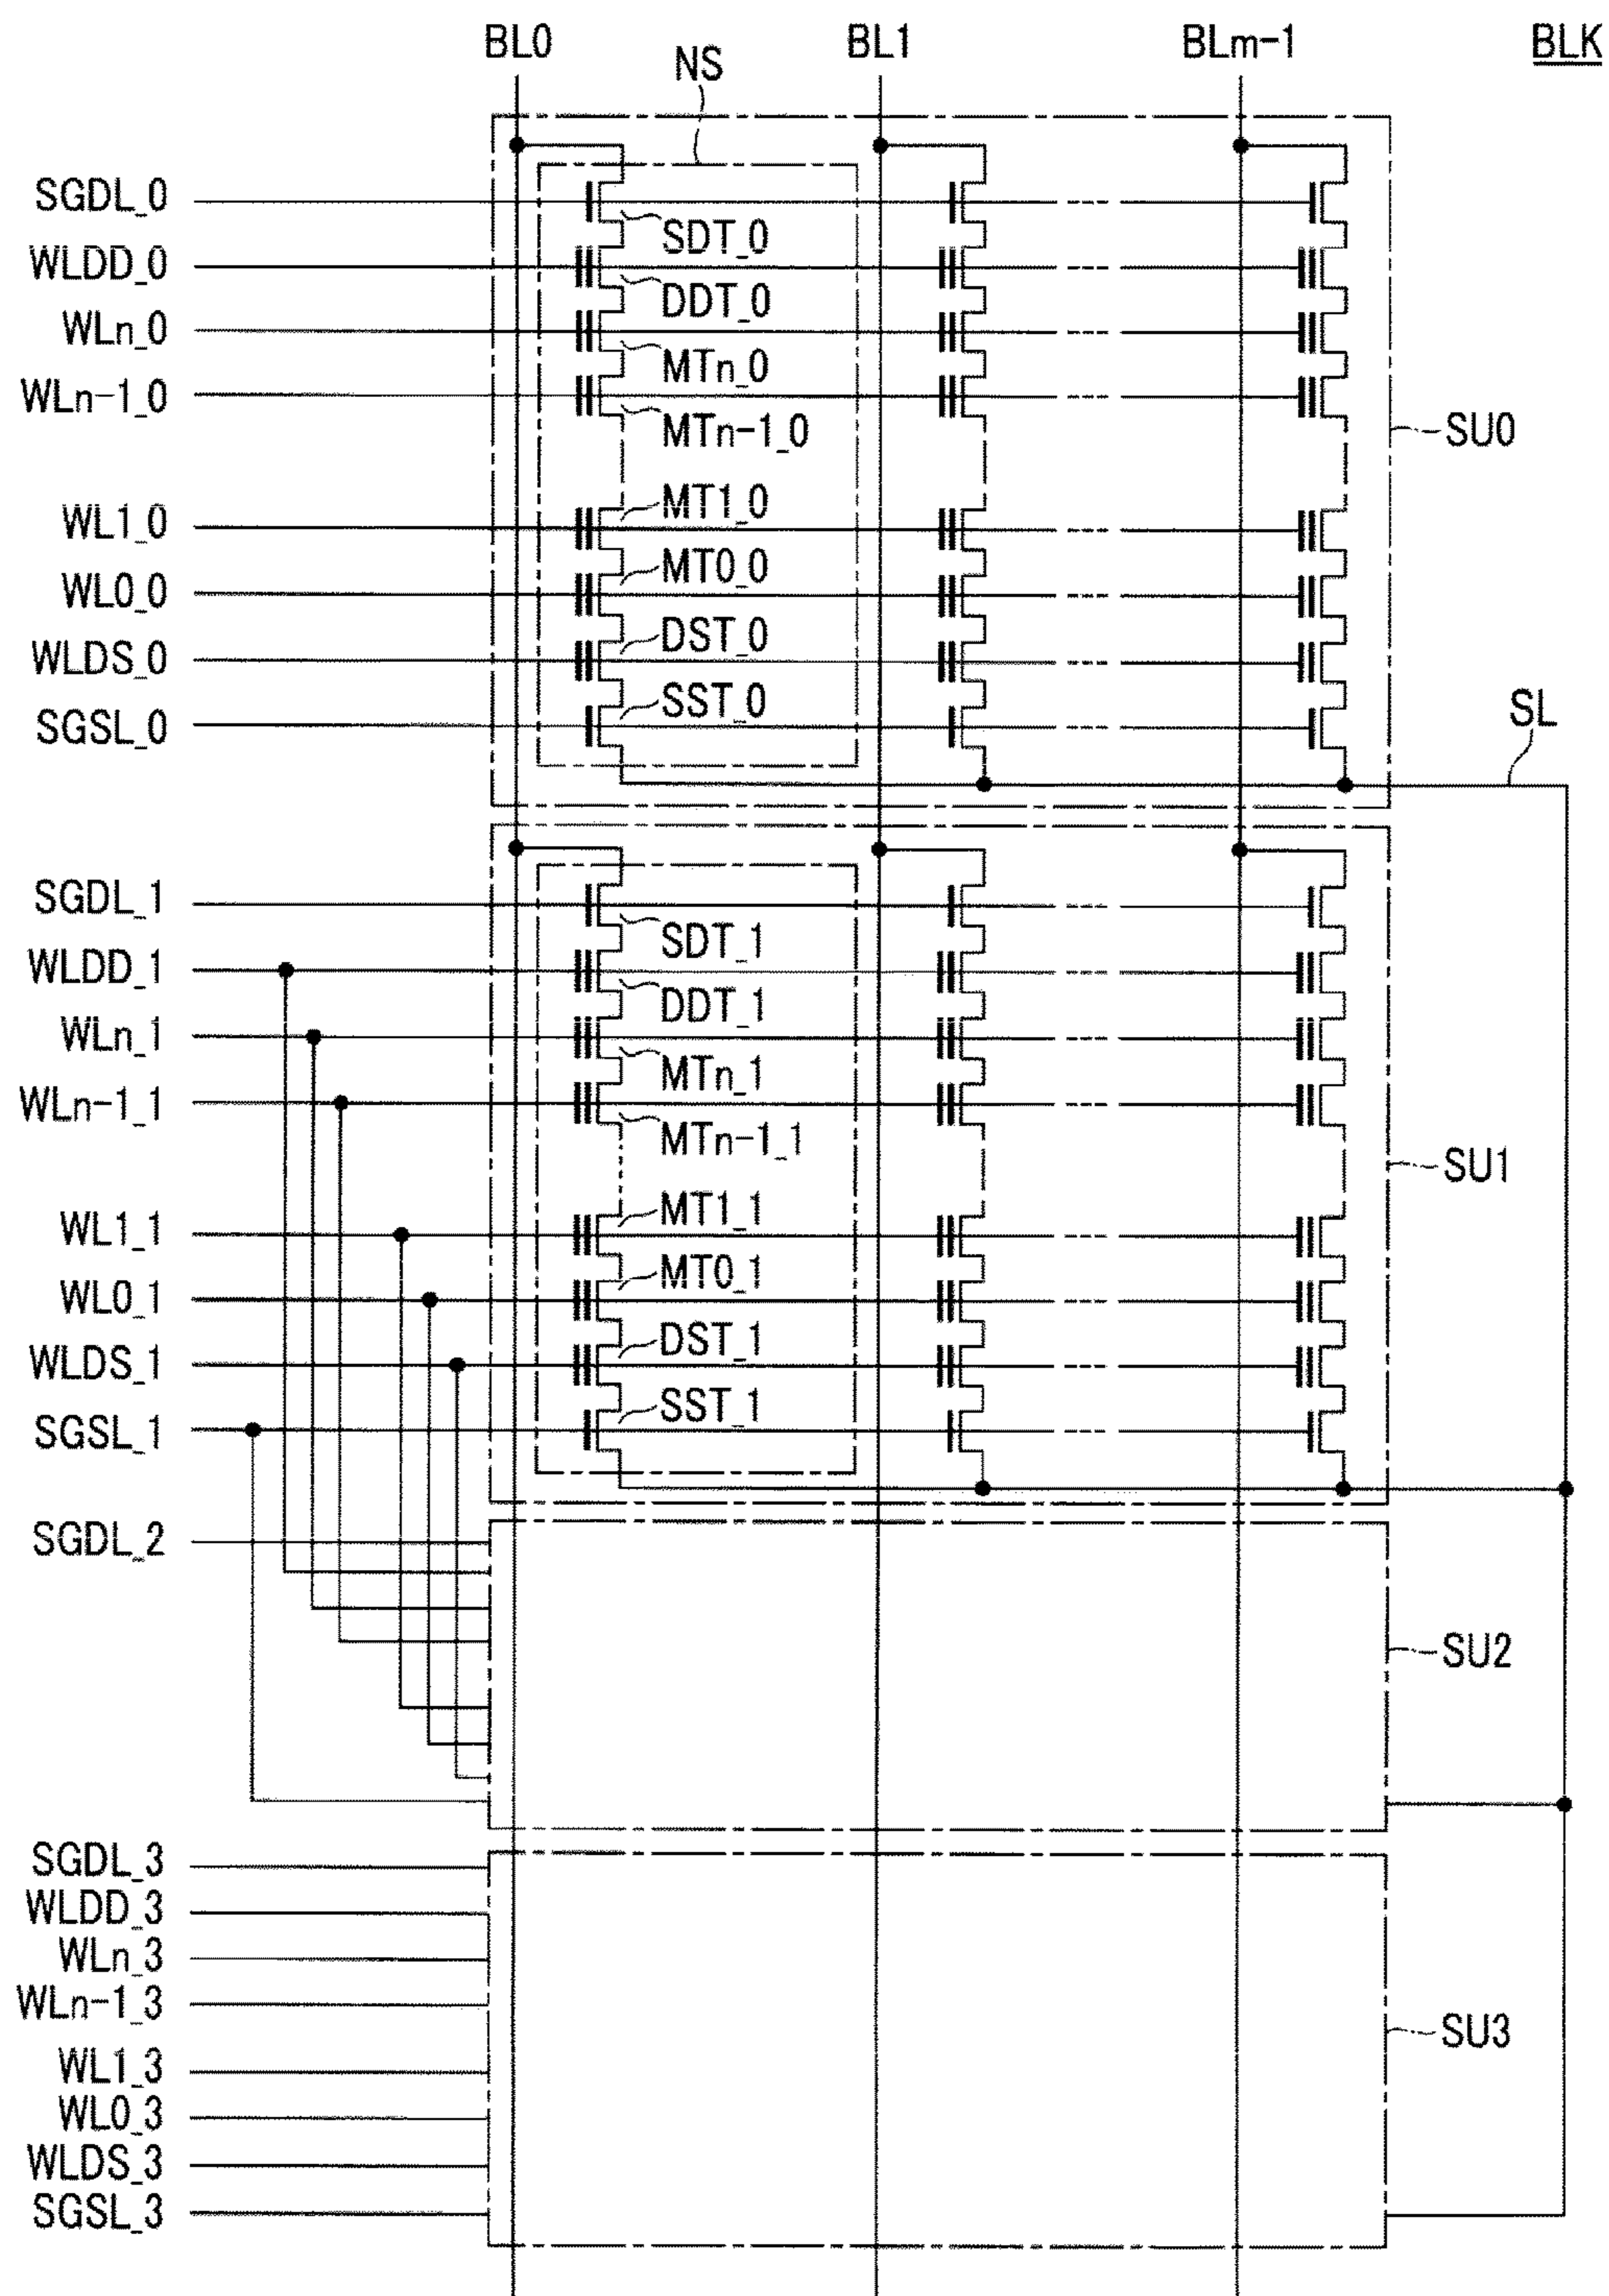 BL0 BL1 BLm-1 BLK
NS
SGDL_0
SDT_0
WLDD_0
DDT_0
WLn_0
MTn_0
WLn-1_0
MTn-1_0
SU0
MT1_0
WL1_0
MT0_0
WL0_0
DST_0
WLDS_0
SST_0
SL
SGSL_0
SGDL_1
SDT_1
WLDD_1
DDT_1
WLn_1
MTn_1
WLn-1_1
MTn-1_1
SU1
MT1_1
WL1_1
MT0_1
WL0_1
DST_1
WLDS_1
SST_1
SGSL_1
SGDL_2
SU2
SGDL_3
WLDD_3
WLn_3
WLn-1_3
SU3
WL1_3
WL0_3
WLDS_3
SGSL_3